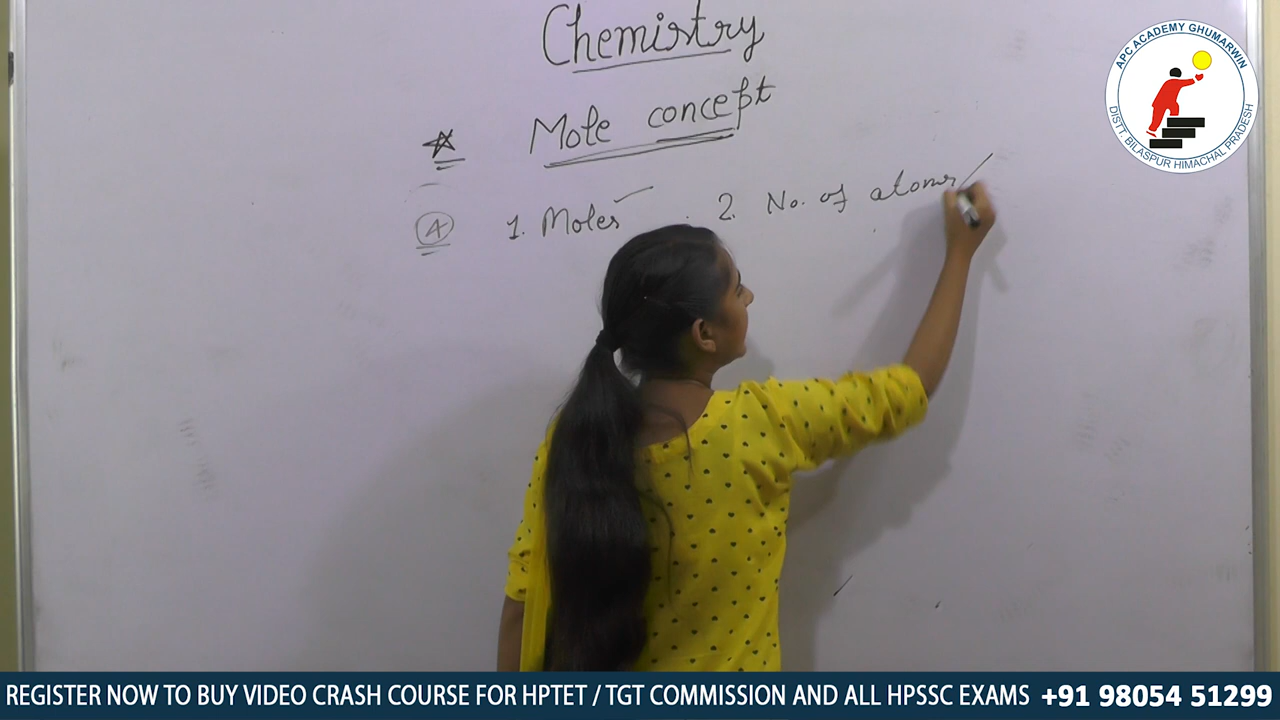 Chemistry
Mole concept
A 1. Moles 2. No. of atoms/
APC ACADEMY GHUMARWIN
DISTT. BILASPUR HIMACHAL PRADESH
REGISTER NOW TO BUY VIDEO CRASH COURSE FOR HPTET / TGT COMMISSION AND ALL HPSSC EXAMS +91 98054 51299